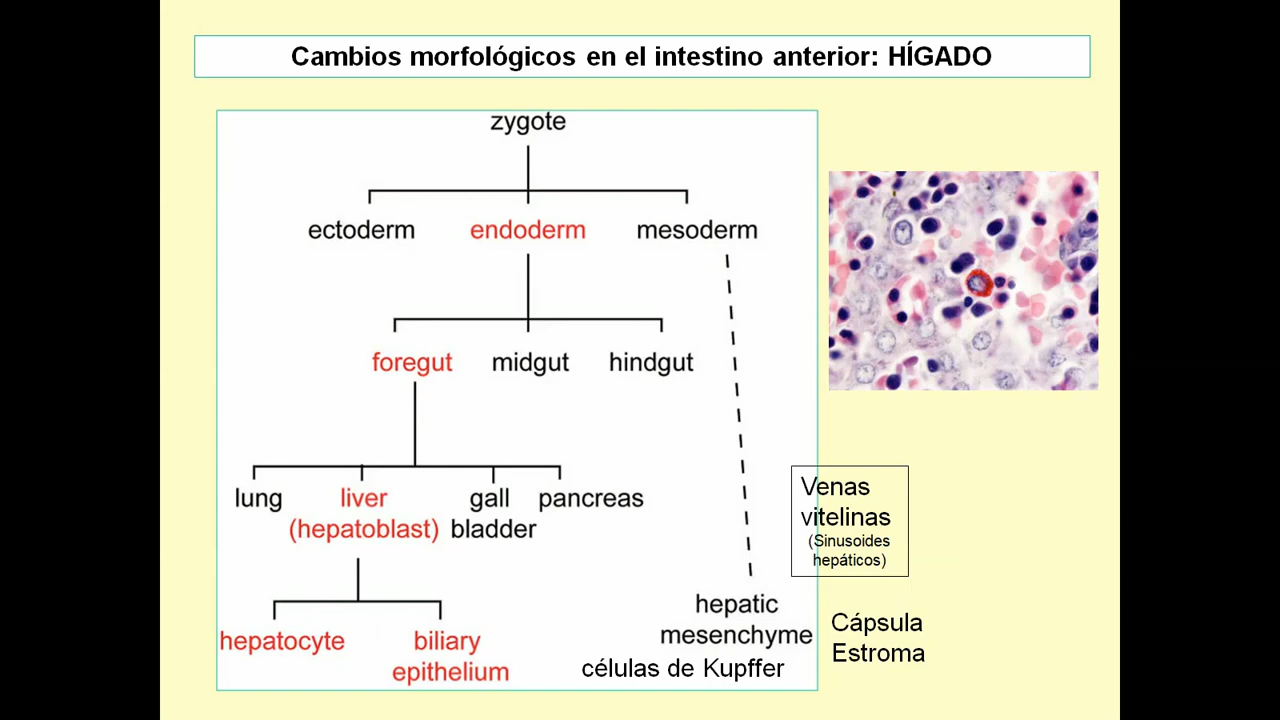 Cambios morfológicos en el intestino anterior: HÍGADO
zygote
ectoderm endoderm mesoderm
foregut midgut hindgut
lung liver gall pancreas
(hepatoblast) bladder
Venas
vitelinas
(Sinusoides
hepáticos)
hepatocyte biliary
epithelium
hepatic
mesenchyme
células de Kupffer
Cápsula
Estroma